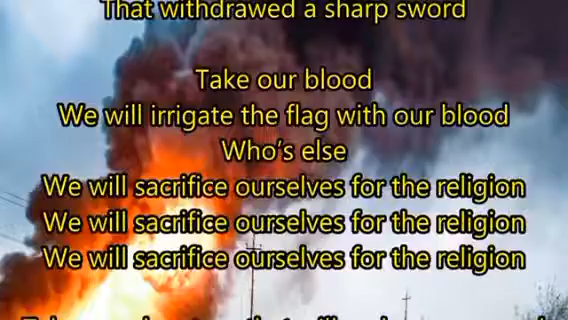 That withdrawed a sharp sword
Take our blood
We will irrigate the flag with our blood
Who's else
We will sacrifice ourselves for the religion
We will sacrifice ourselves for the religion
We will sacrifice ourselves for the religion